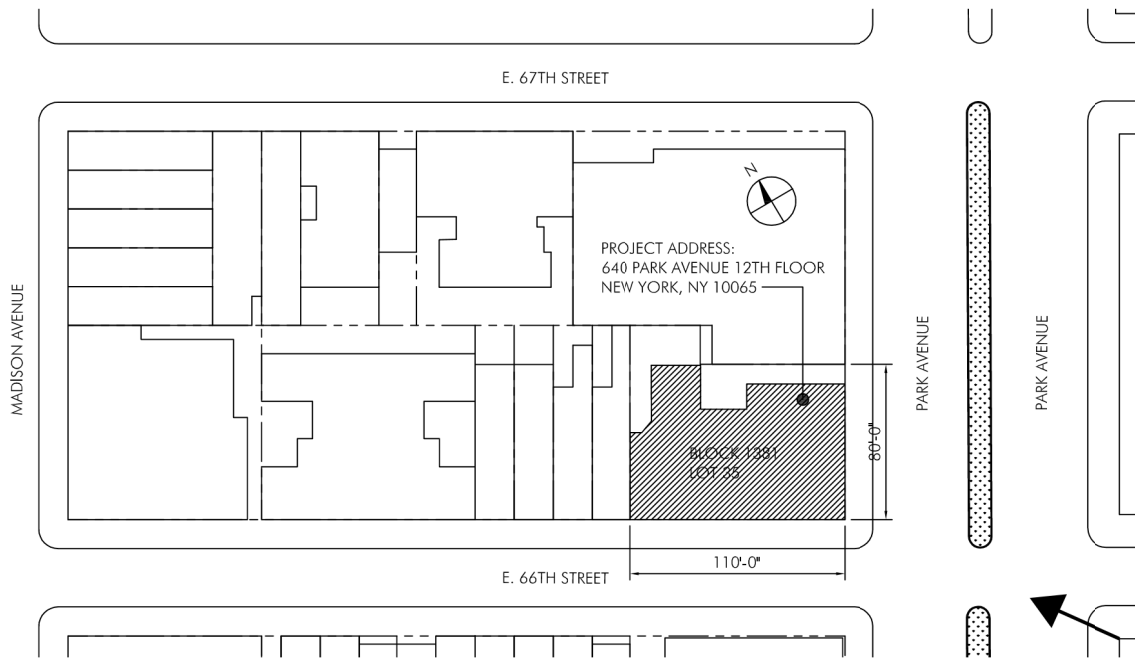 E. 67TH STREET
N
PROJECT ADDRESS:
640 PARK AVENUE 12TH FLOOR
NEW YORK, NY 10065
MADISON AVENUE
PARK AVENUE
PARK AVENUE
80'-0"
BLOCK 1381
LOT 35
110'-0"
E. 66TH STREET